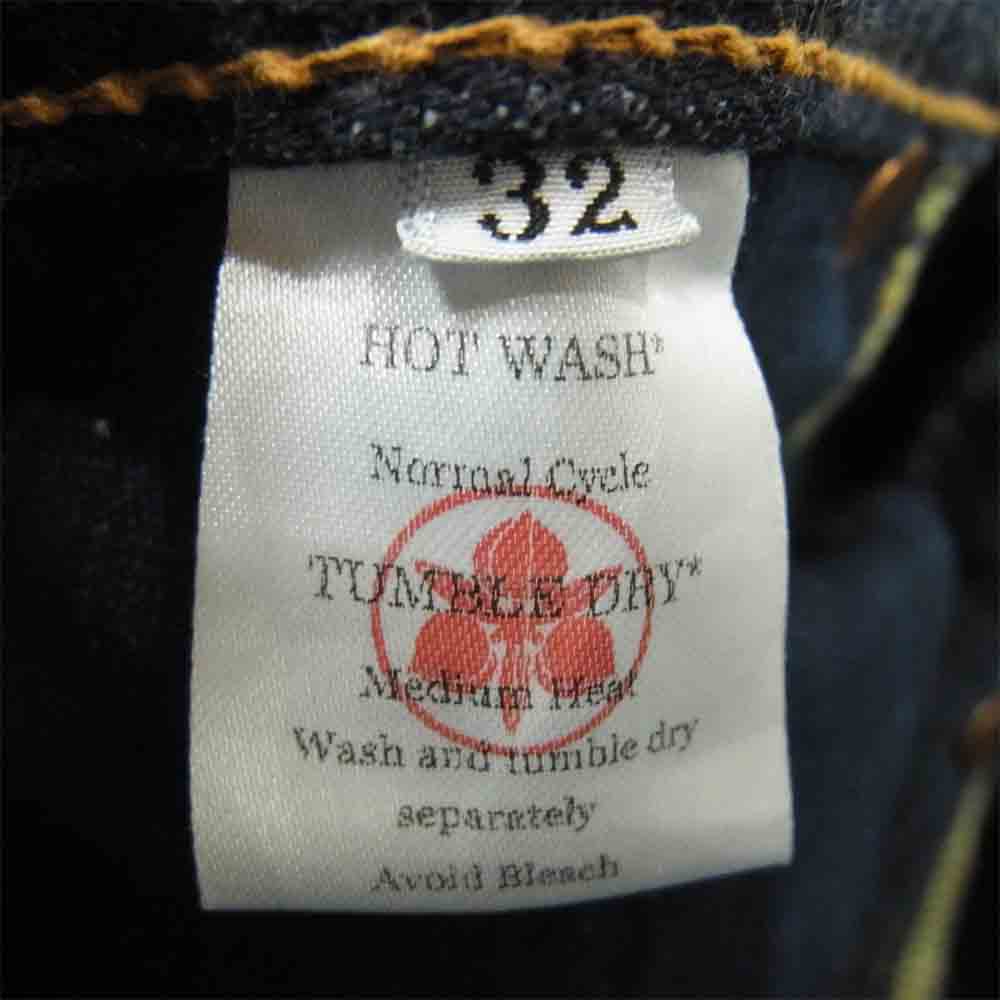 32
HOT WASH*
Normal Cycle
TUMBLE DRY*
Medium Heat
Wash and tumble dry
separately
Avoid Bleach